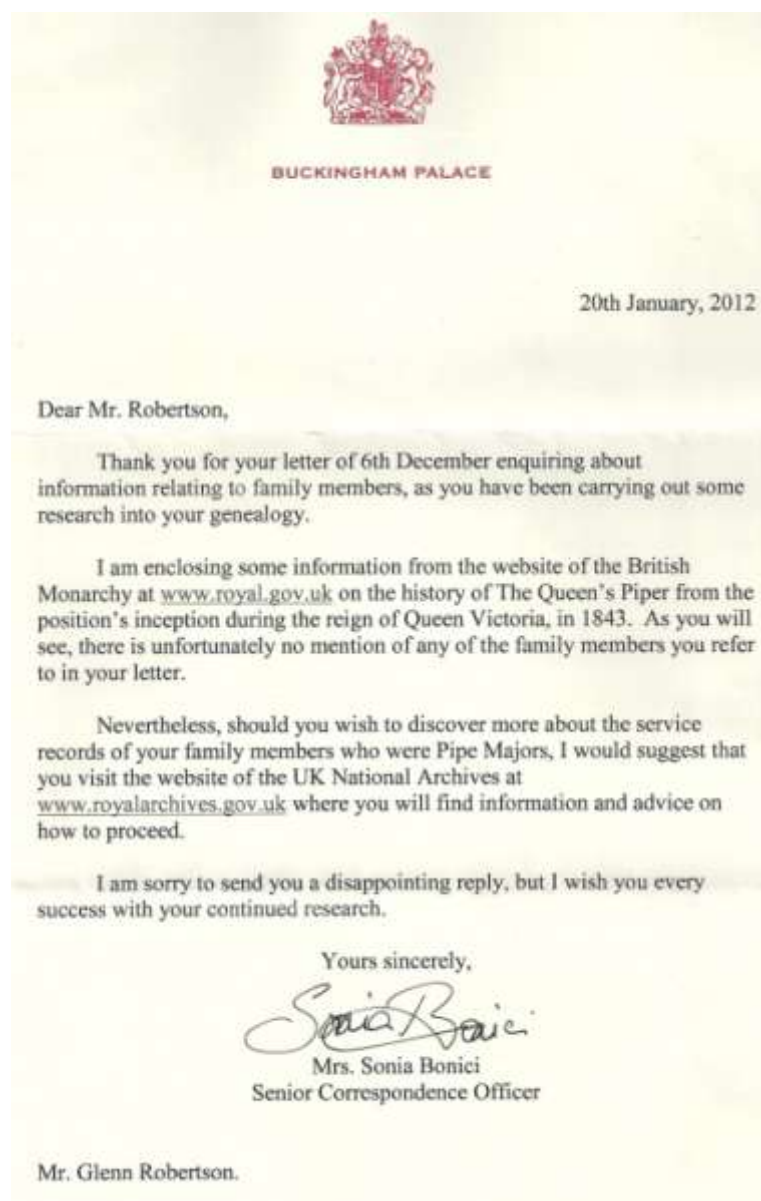 BUCKINGHAM PALACE
20th January, 2012
Dear Mr. Robertson,
Thank you for your letter of 6th December enquiring about
information relating to family members, as you have been carrying out some
research into your genealogy.
I am enclosing some information from the website of the British
Monarchy at www.royal.gov.uk on the history of The Queen's Piper from the
position's inception during the reign of Queen Victoria, in 1843. As you will
see, there is unfortunately no mention of any of the family members you refer
to in your letter.
Nevertheless, should you wish to discover more about the service
records of your family members who were Pipe Majors, I would suggest that
you visit the website of the UK National Archives at
www.royalarchives.gov.uk where you will find information and advice on
how to proceed.
I am sorry to send you a disappointing reply, but I wish you every
success with your continued research.
Yours sincerely,
Sonia Bonici
Mrs. Sonia Bonici
Senior Correspondence Officer
Mr. Glenn Robertson.